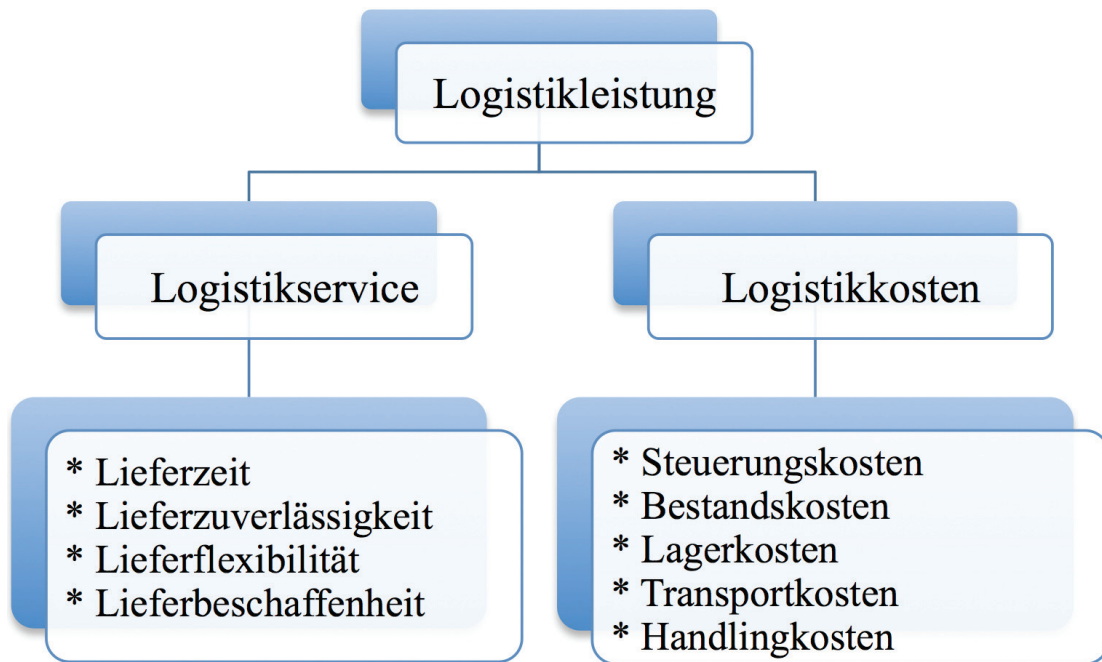 Logistikleistung
Logistikservice
Logistikkosten
* Lieferzeit
* Lieferzuverlässigkeit
* Lieferflexibilität
* Lieferbeschaffenheit
* Steuerungskosten
* Bestandskosten
* Lagerkosten
* Transportkosten
* Handlingkosten